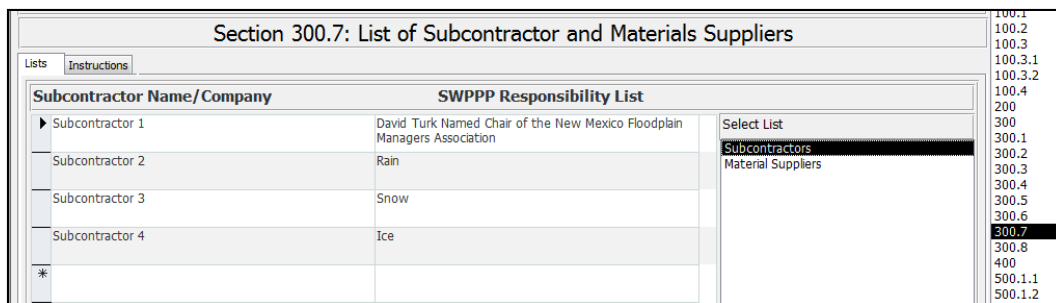 Section 300.7: List of Subcontractor and Materials Suppliers
Lists Instructions
Subcontractor Name/Company SWPPP Responsibility List
Subcontractor 1 David Turk Named Chair of the New Mexico Floodplain
Managers Association
Subcontractor 2 Rain
Subcontractor 3 Snow
Subcontractor 4 Ice
*
Select List
Subcontractors
Material Suppliers
100.1
100.2
100.3
100.3.1
100.3.2
100.4
200
300
300.1
300.2
300.3
300.4
300.5
300.6
300.7
300.8
400
500.1.1
500.1.2